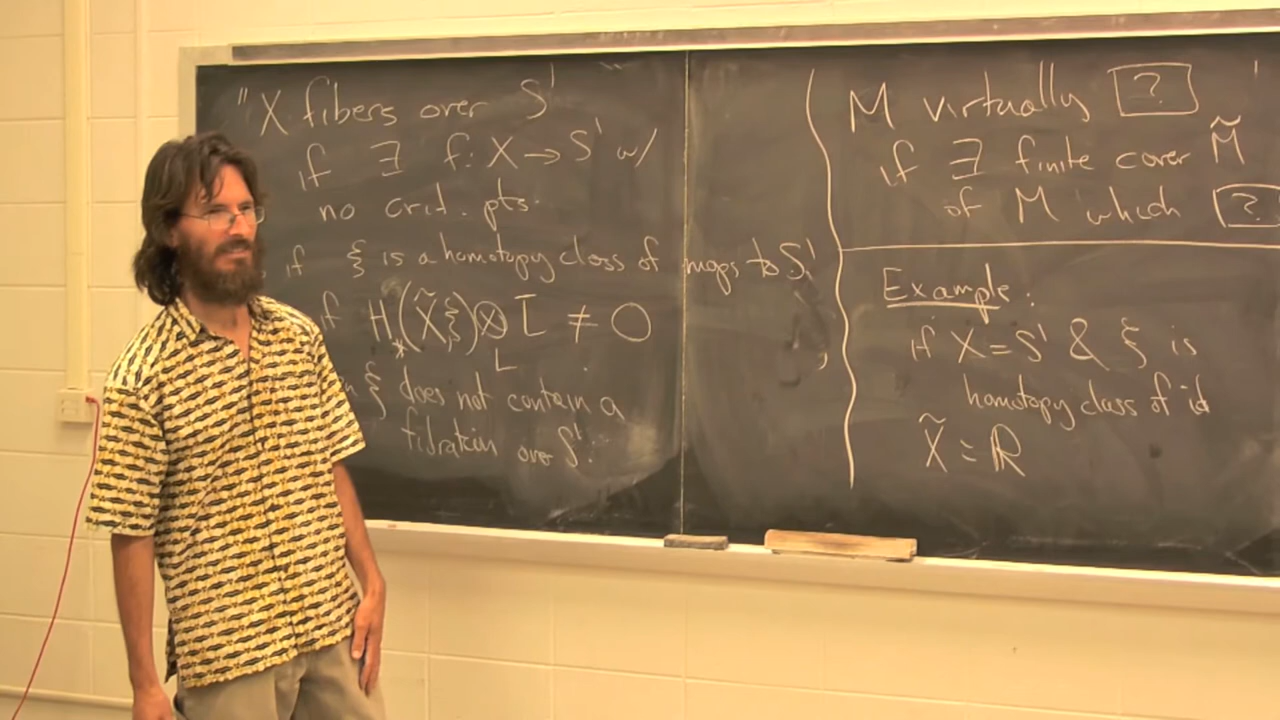 "X fibers over S¹
if ∃ f: X → S¹ w/
no crit. pts.
if ξ is a homotopy class of maps to S¹
if H_*(X̃,ξ) ⊗_L L̄ ≠ 0
ξ does not contain a
fibration over S¹.
M virtually [?]
if ∃ finite cover M̃
of M which [?]
Example:
if X = S¹ & ξ is
homotopy class of id
X̃ = ℝ